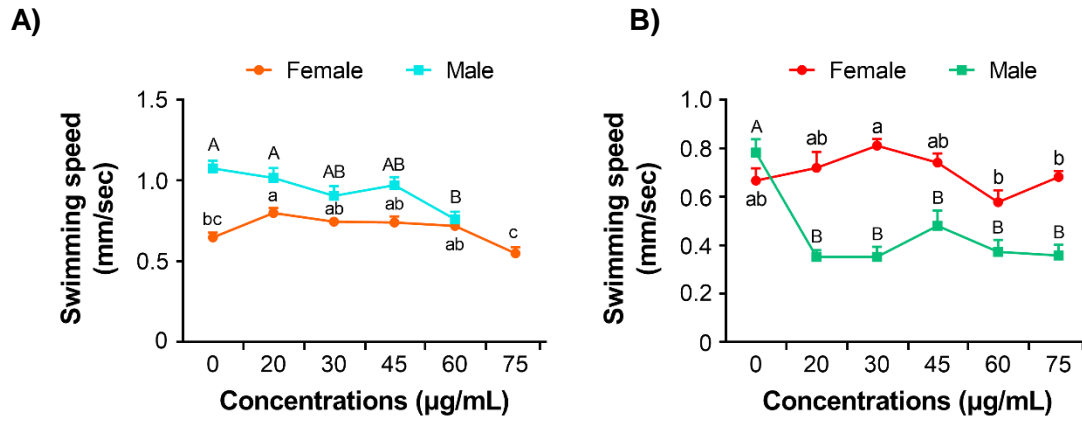 A)
Female Male
Swimming speed
(mm/sec)
1.5
1.0
0.5
0
A
A
AB
AB
B
bc
a
ab
ab
ab
c
0 20 30 45 60 75
Concentrations (µg/mL)
B)
Female Male
Swimming speed
(mm/sec)
1.0
0.8
0.6
0.4
0.2
0
A
ab
ab
a
ab
b
b
B
B
B
B
B
0 20 30 45 60 75
Concentrations (µg/mL)